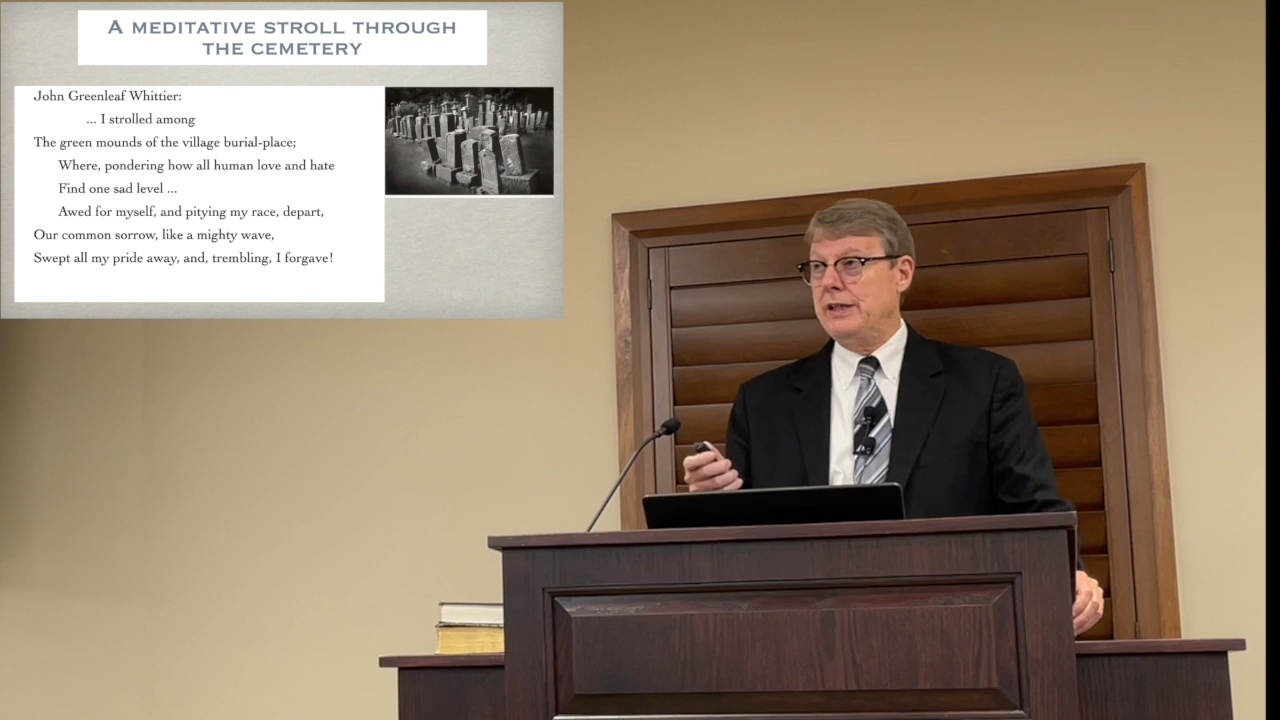 A MEDITATIVE STROLL THROUGH
THE CEMETERY
John Greenleaf Whittier:
... I strolled among
The green mounds of the village burial-place;
Where, pondering how all human love and hate
Find one sad level ...
Awed for myself, and pitying my race, depart,
Our common sorrow, like a mighty wave,
Swept all my pride away, and, trembling, I forgave!